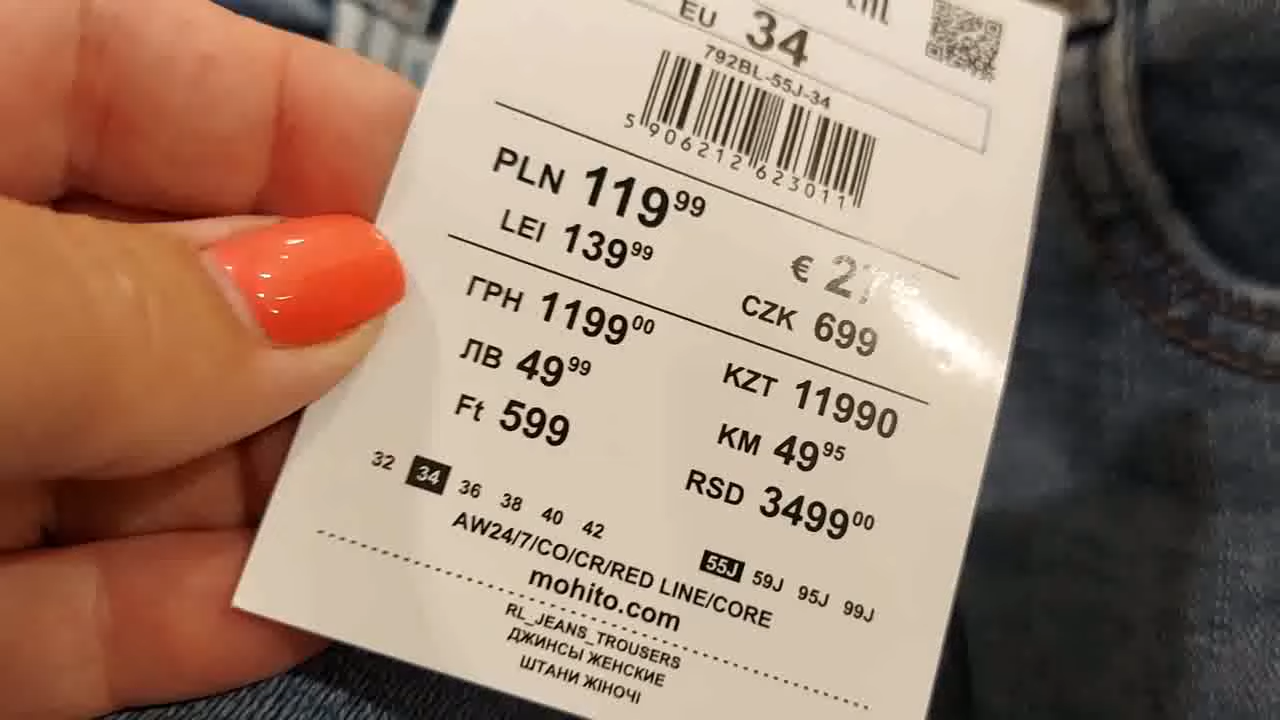 EU 34
792BL-55J-34
5 906212 623011
PLN 119 99
LEI 139 99
€
CZK 699
ГРН 1199 00
ЛВ 49 99
Ft 599
KZT 11990
KM 49 95
RSD 3499 00
32 34 36 38 40 42
55J 59J 95J 99J
AW24/7/CO/CR/RED LINE/CORE
mohito.com
RL_JEANS_TROUSERS
ДЖИНСЫ ЖЕНСКИЕ
ШТАНИ ЖІНОЧІ